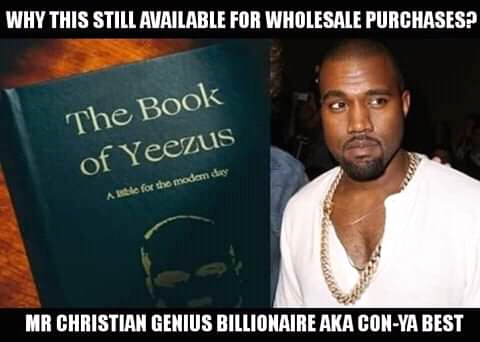 WHY THIS STILL AVAILABLE FOR WHOLESALE PURCHASES?
The Book
of Yeezus
A Bible for the modern day
MR CHRISTIAN GENIUS BILLIONAIRE AKA CON-YA BEST